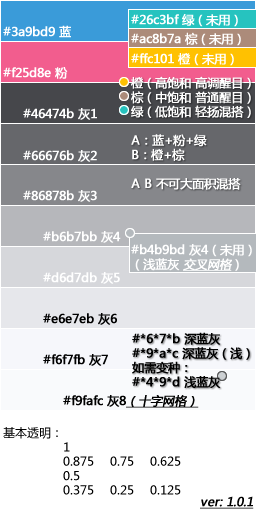 #3a9bd9 蓝
#26c3bf 绿（未用）
#ac8b7a 棕（未用）
#ffc101 橙
#f25d8e 粉
橙（高饱和 高调醒目）
棕（中饱和 普通醒目）
绿（低饱和 轻扬混搭）
#46474b 灰1
A：蓝+粉+绿
B：橙+棕
#66676b 灰2
A B 不可大面积混搭
#86878b 灰3
#b6b7bb 灰4
#b4b9bd 灰4（未用）
（浅蓝灰 交叉网格）
#d6d7db 灰5
#e6e7eb 灰6
#*6*7*b 深蓝灰
#*9*a*c 深蓝灰（浅）
如需变种：
#*4*9*d 浅蓝灰
#f6f7fb 灰7
#f9fafc 灰8（十字网格）
基本透明：
1
0.875 0.75 0.625
0.5
0.375 0.25 0.125
ver: 1.0.1